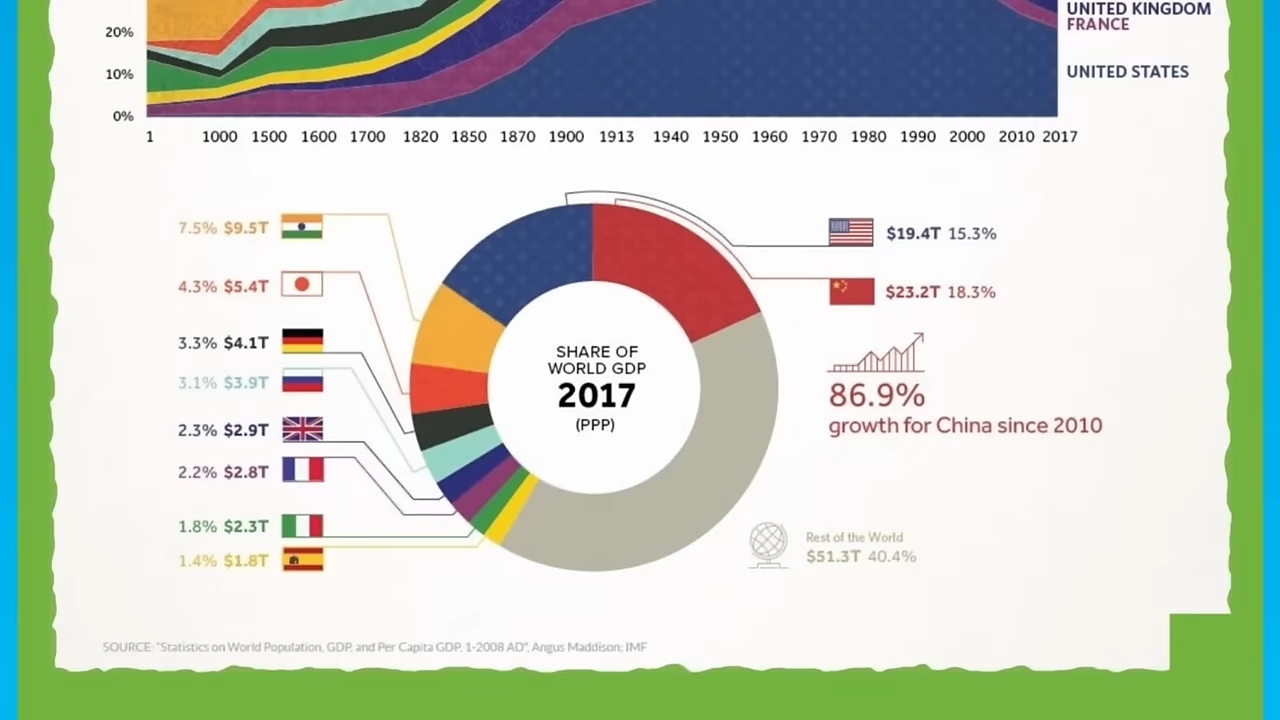 UNITED KINGDOM
20%
FRANCE
10%
UNITED STATES
0%
1 1000 1500 1600 1700 1820 1850 1870 1900 1913 1940 1950 1960 1970 1980 1990 2000 2010 2017
7.5% $9.5T
4.3% $5.4T
3.3% $4.1T
3.1% $3.9T
2.3% $2.9T
2.2% $2.8T
1.8% $2.3T
1.4% $1.8T
SHARE OF
WORLD GDP
2017
(PPP)
$19.4T 15.3%
$23.2T 18.3%
86.9%
growth for China since 2010
Rest of the World
$51.3T 40.4%
SOURCE: "Statistics on World Population, GDP, and Per Capita GDP, 1-2008 AD", Angus Maddison; IMF